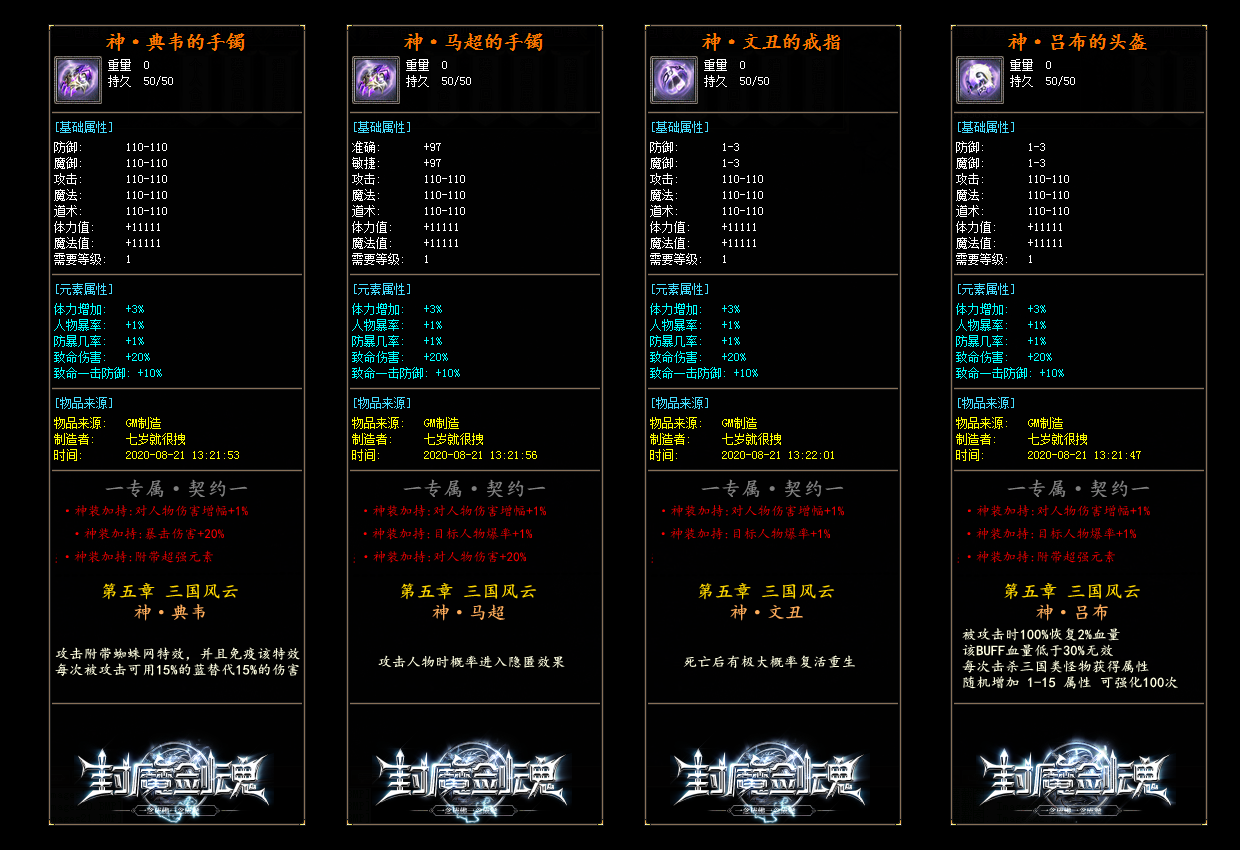 神·典韦的手镯
重量 0
持久 50/50
[基础属性]
防御: 110-110
魔御: 110-110
攻击: 110-110
魔法: 110-110
道术: 110-110
体力值: +11111
魔法值: +11111
需要等级: 1
[元素属性]
体力增加: +3%
人物暴率: +1%
防暴几率: +1%
致命伤害: +20%
致命一击防御: +10%
[物品来源]
物品来源: GM制造
制造者: 七岁就很拽
时间: 2020-08-21 13:21:53
一专属·契约一
·神装加持:对人物伤害增幅+1%
·神装加持:暴击伤害+20%
·神装加持:附带超强元素
第五章 三国风云
神·典韦
攻击附带蜘蛛网特效，并且免疫该特效
每次被攻击可用15%的蓝替代15%的伤害
封魔剑魂
神·马超的手镯
重量 0
持久 50/50
[基础属性]
准确: +97
敏捷: +97
攻击: 110-110
魔法: 110-110
道术: 110-110
体力值: +11111
魔法值: +11111
需要等级: 1
[元素属性]
体力增加: +3%
人物暴率: +1%
防暴几率: +1%
致命伤害: +20%
致命一击防御: +10%
[物品来源]
物品来源: GM制造
制造者: 七岁就很拽
时间: 2020-08-21 13:21:56
一专属·契约一
·神装加持:对人物伤害增幅+1%
·神装加持:目标人物爆率+1%
·神装加持:对人物伤害+20%
第五章 三国风云
神·马超
攻击人物时概率进入隐匿效果
封魔剑魂
神·文丑的戒指
重量 0
持久 50/50
[基础属性]
防御: 1-3
魔御: 1-3
攻击: 110-110
魔法: 110-110
道术: 110-110
体力值: +11111
魔法值: +11111
需要等级: 1
[元素属性]
体力增加: +3%
人物暴率: +1%
防暴几率: +1%
致命伤害: +20%
致命一击防御: +10%
[物品来源]
物品来源: GM制造
制造者: 七岁就很拽
时间: 2020-08-21 13:22:01
一专属·契约一
·神装加持:对人物伤害增幅+1%
·神装加持:目标人物爆率+1%
第五章 三国风云
神·文丑
死亡后有极大概率复活重生
封魔剑魂
神·吕布的头盔
重量 0
持久 50/50
[基础属性]
防御: 1-3
魔御: 1-3
攻击: 110-110
魔法: 110-110
道术: 110-110
体力值: +11111
魔法值: +11111
需要等级: 1
[元素属性]
体力增加: +3%
人物暴率: +1%
防暴几率: +1%
致命伤害: +20%
致命一击防御: +10%
[物品来源]
物品来源: GM制造
制造者: 七岁就很拽
时间: 2020-08-21 13:21:47
一专属·契约一
·神装加持:对人物伤害增幅+1%
·神装加持:目标人物爆率+1%
·神装加持:附带超强元素
第五章 三国风云
神·吕布
被攻击时100%恢复2%血量
该BUFF血量低于30%无效
每次击杀三国类怪物获得属性
随机增加 1-15 属性 可强化100次
封魔剑魂